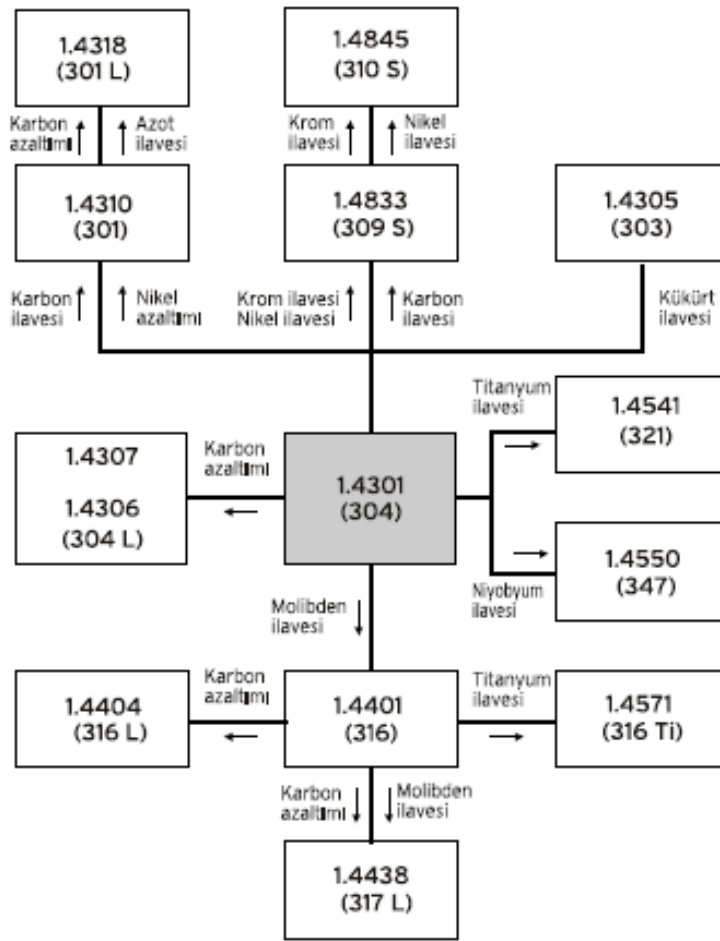 1.4318
(301 L)
1.4845
(310 S)
Karbon
azaltımı
Azot
ilavesi
Krom
ilavesi
Nikel
ilavesi
1.4310
(301)
1.4833
(309 S)
1.4305
(303)
Karbon
ilavesi
Nikel
azaltımı
Krom ilavesi
Nikel ilavesi
Karbon
ilavesi
Kükürt
ilavesi
Titanyum
ilavesi
1.4541
(321)
1.4307
1.4306
(304 L)
Karbon
azaltımı
1.4301
(304)
1.4550
(347)
Niyobyum
ilavesi
Molibden
ilavesi
1.4404
(316 L)
Karbon
azaltımı
1.4401
(316)
Titanyum
ilavesi
1.4571
(316 Ti)
Karbon
azaltımı
Molibden
ilavesi
1.4438
(317 L)